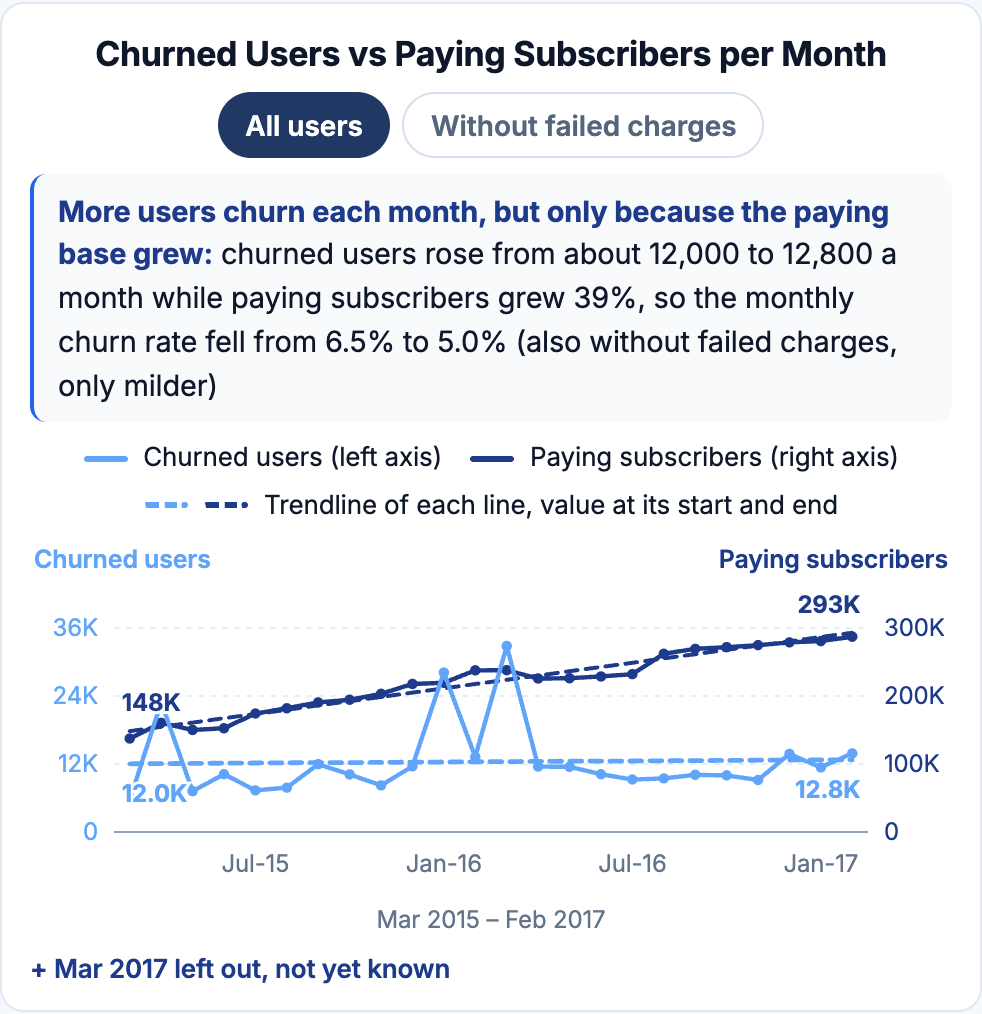 Churned Users vs Paying Subscribers per Month
All users
Without failed charges
More users churn each month, but only because the paying
base grew: churned users rose from about 12,000 to 12,800 a
month while paying subscribers grew 39%, so the monthly
churn rate fell from 6.5% to 5.0% (also without failed charges,
only milder)
Churned users (left axis)
Paying subscribers (right axis)
Trendline of each line, value at its start and end
Churned users
Paying subscribers
293K
36K
300K
24K
148K
200K
12K
100K
12.0K
12.8K
0
0
Jul-15
Jan-16
Jul-16
Jan-17
Mar 2015 – Feb 2017
+ Mar 2017 left out, not yet known